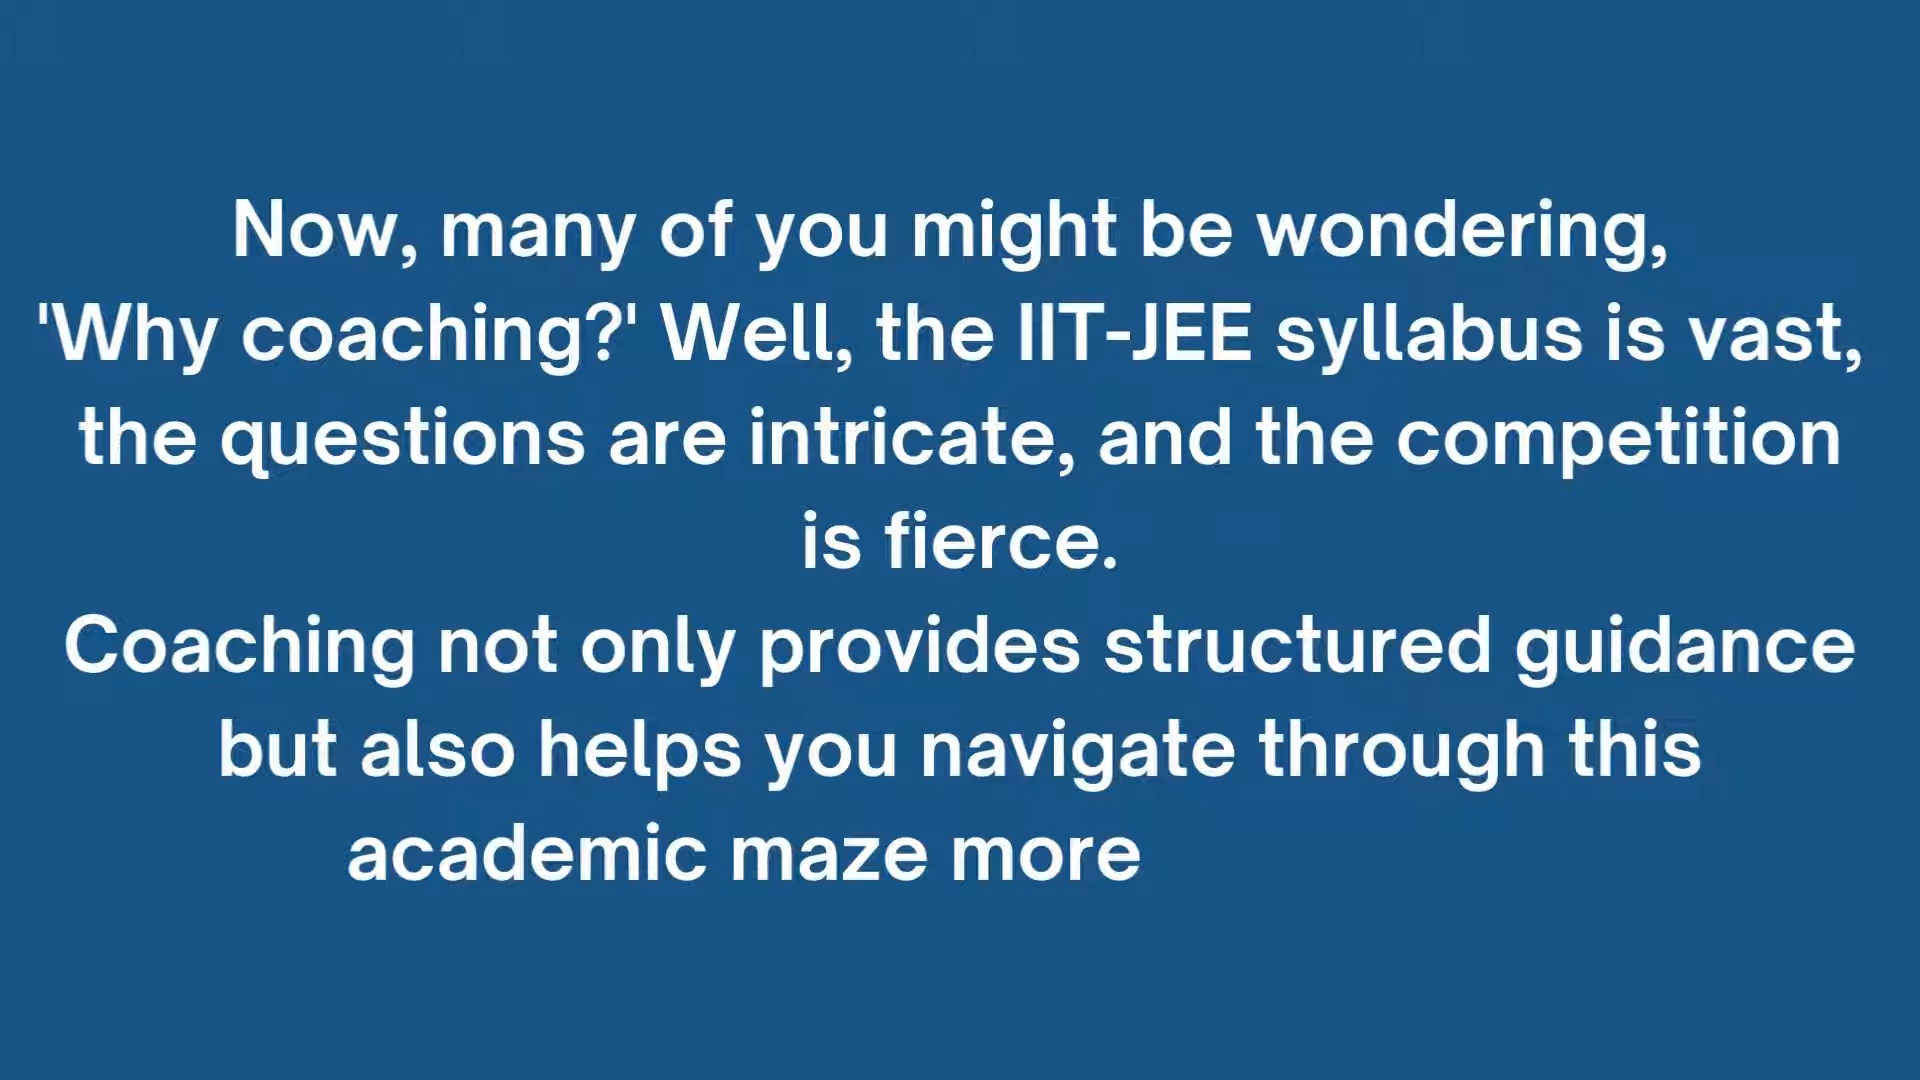 Now, many of you might be wondering,
'Why coaching?' Well, the IIT-JEE syllabus is vast,
the questions are intricate, and the competition
is fierce.
Coaching not only provides structured guidance
but also helps you navigate through this
academic maze more